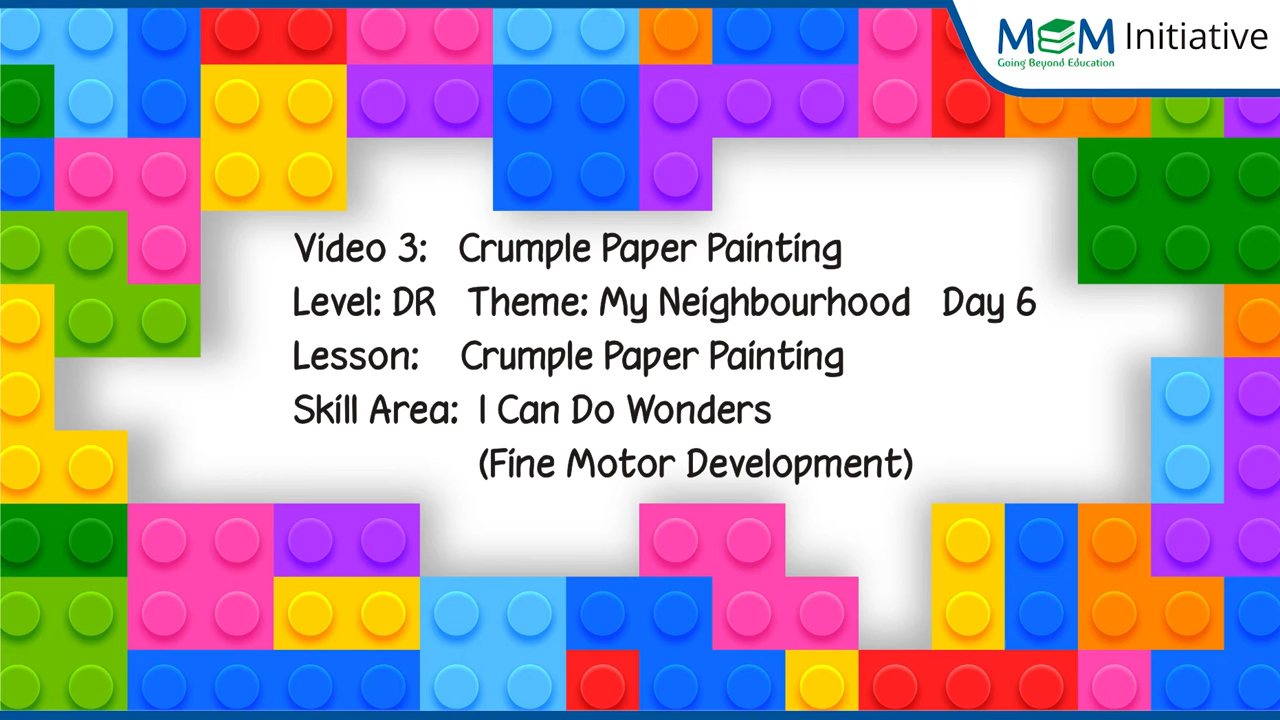 MEM Initiative
Going Beyond Education
Video 3: Crumple Paper Painting
Level: DR Theme: My Neighbourhood Day 6
Lesson: Crumple Paper Painting
Skill Area: I Can Do Wonders
(Fine Motor Development)